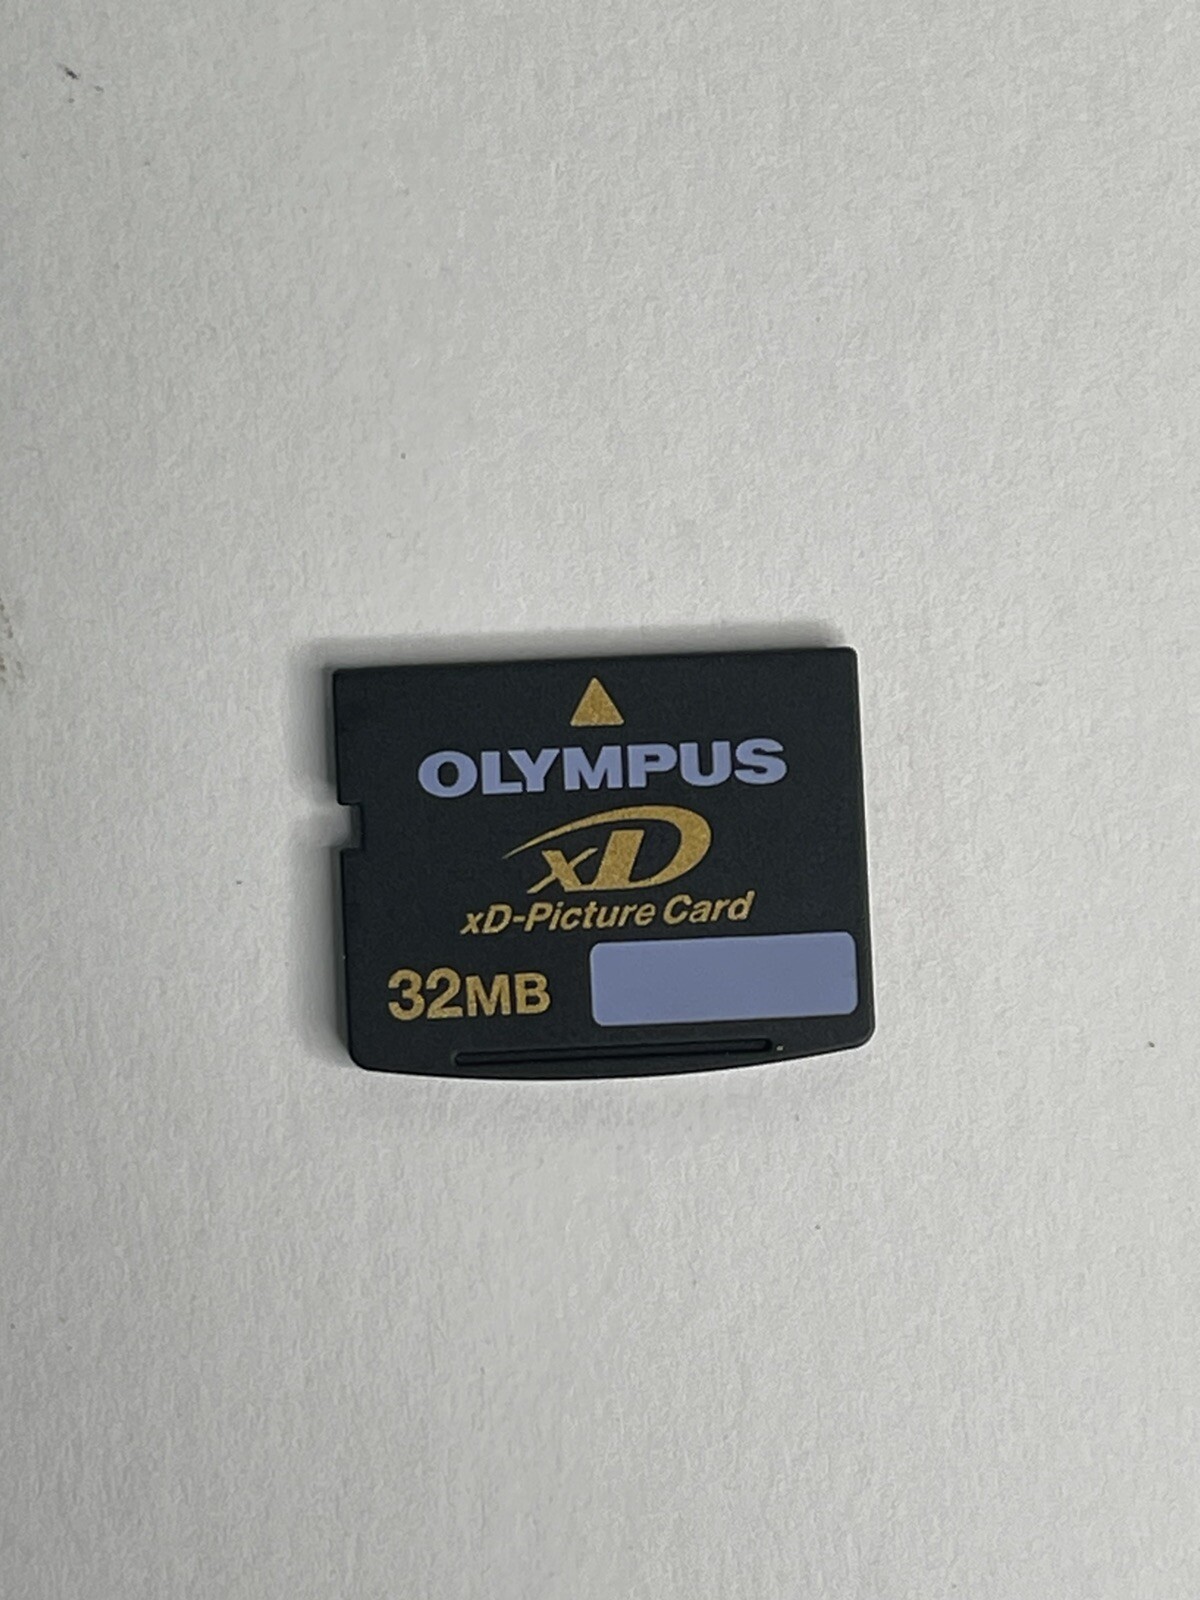 OLYMPUS
xD
xD-Picture Card
32MB